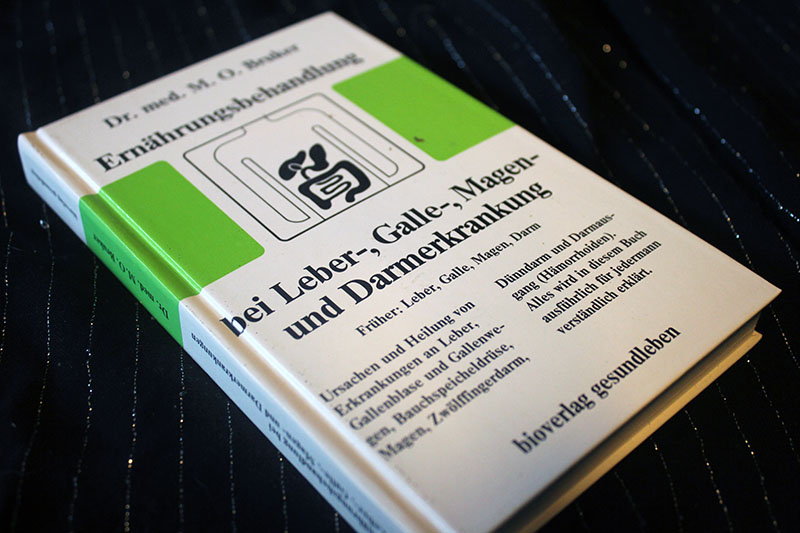 Dr. med. M. O. Bruker
Ernährungsbehandlung
bei Leber-, Galle-, Magen-
und Darmerkrankung
Früher: Leber, Galle, Magen, Darm
Ursachen und Heilung von
Erkrankungen an Leber,
Gallenblase und Gallenwe-
gen, Bauchspeicheldrüse,
Magen, Zwölffingerdarm,
Dünndarm und Darmaus-
gang (Hämorrhoiden).
Alles wird in diesem Buch
ausführlich für jedermann
verständlich erklärt.
bioverlag gesundleben
Dr. med. M. O. Bruker
und Darmerkrankungen